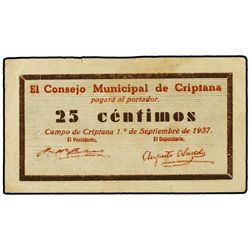 El Consejo Municipal de Criptana
pagará al portador,
25 céntimos
Campo de Criptana 1.º de Septiembre de 1937.
El Presidente, El Depositario,
Augusto